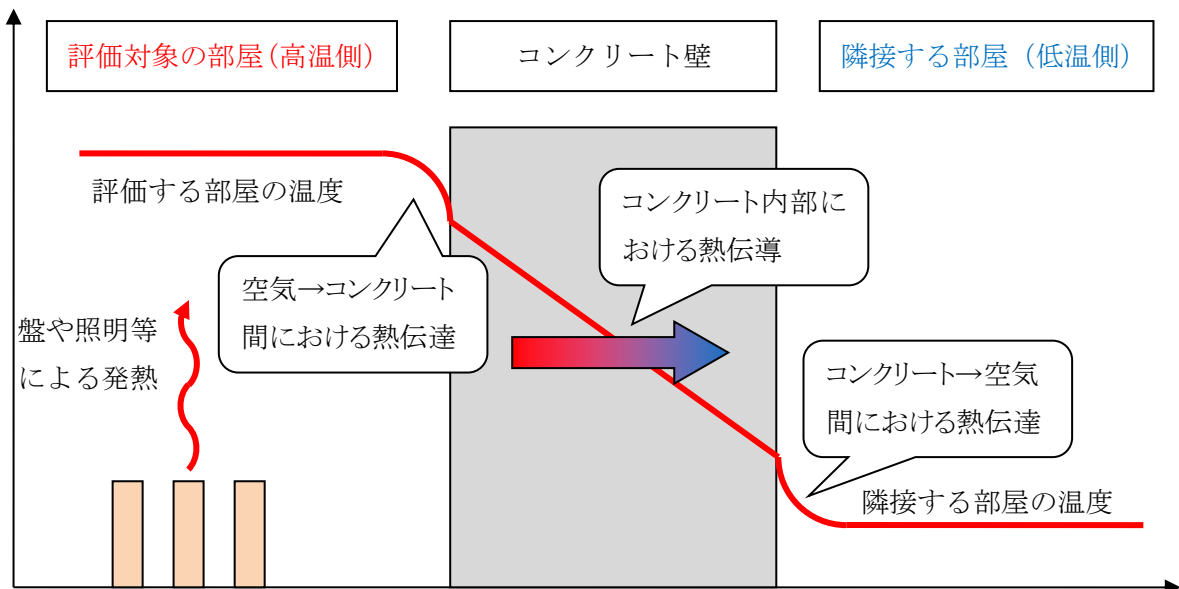 評価対象の部屋(高温側)
コンクリート壁
隣接する部屋（低温側）
評価する部屋の温度
コンクリート内部に
おける熱伝導
空気→コンクリート
間における熱伝達
盤や照明等
による発熱
コンクリート→空気
間における熱伝達
隣接する部屋の温度